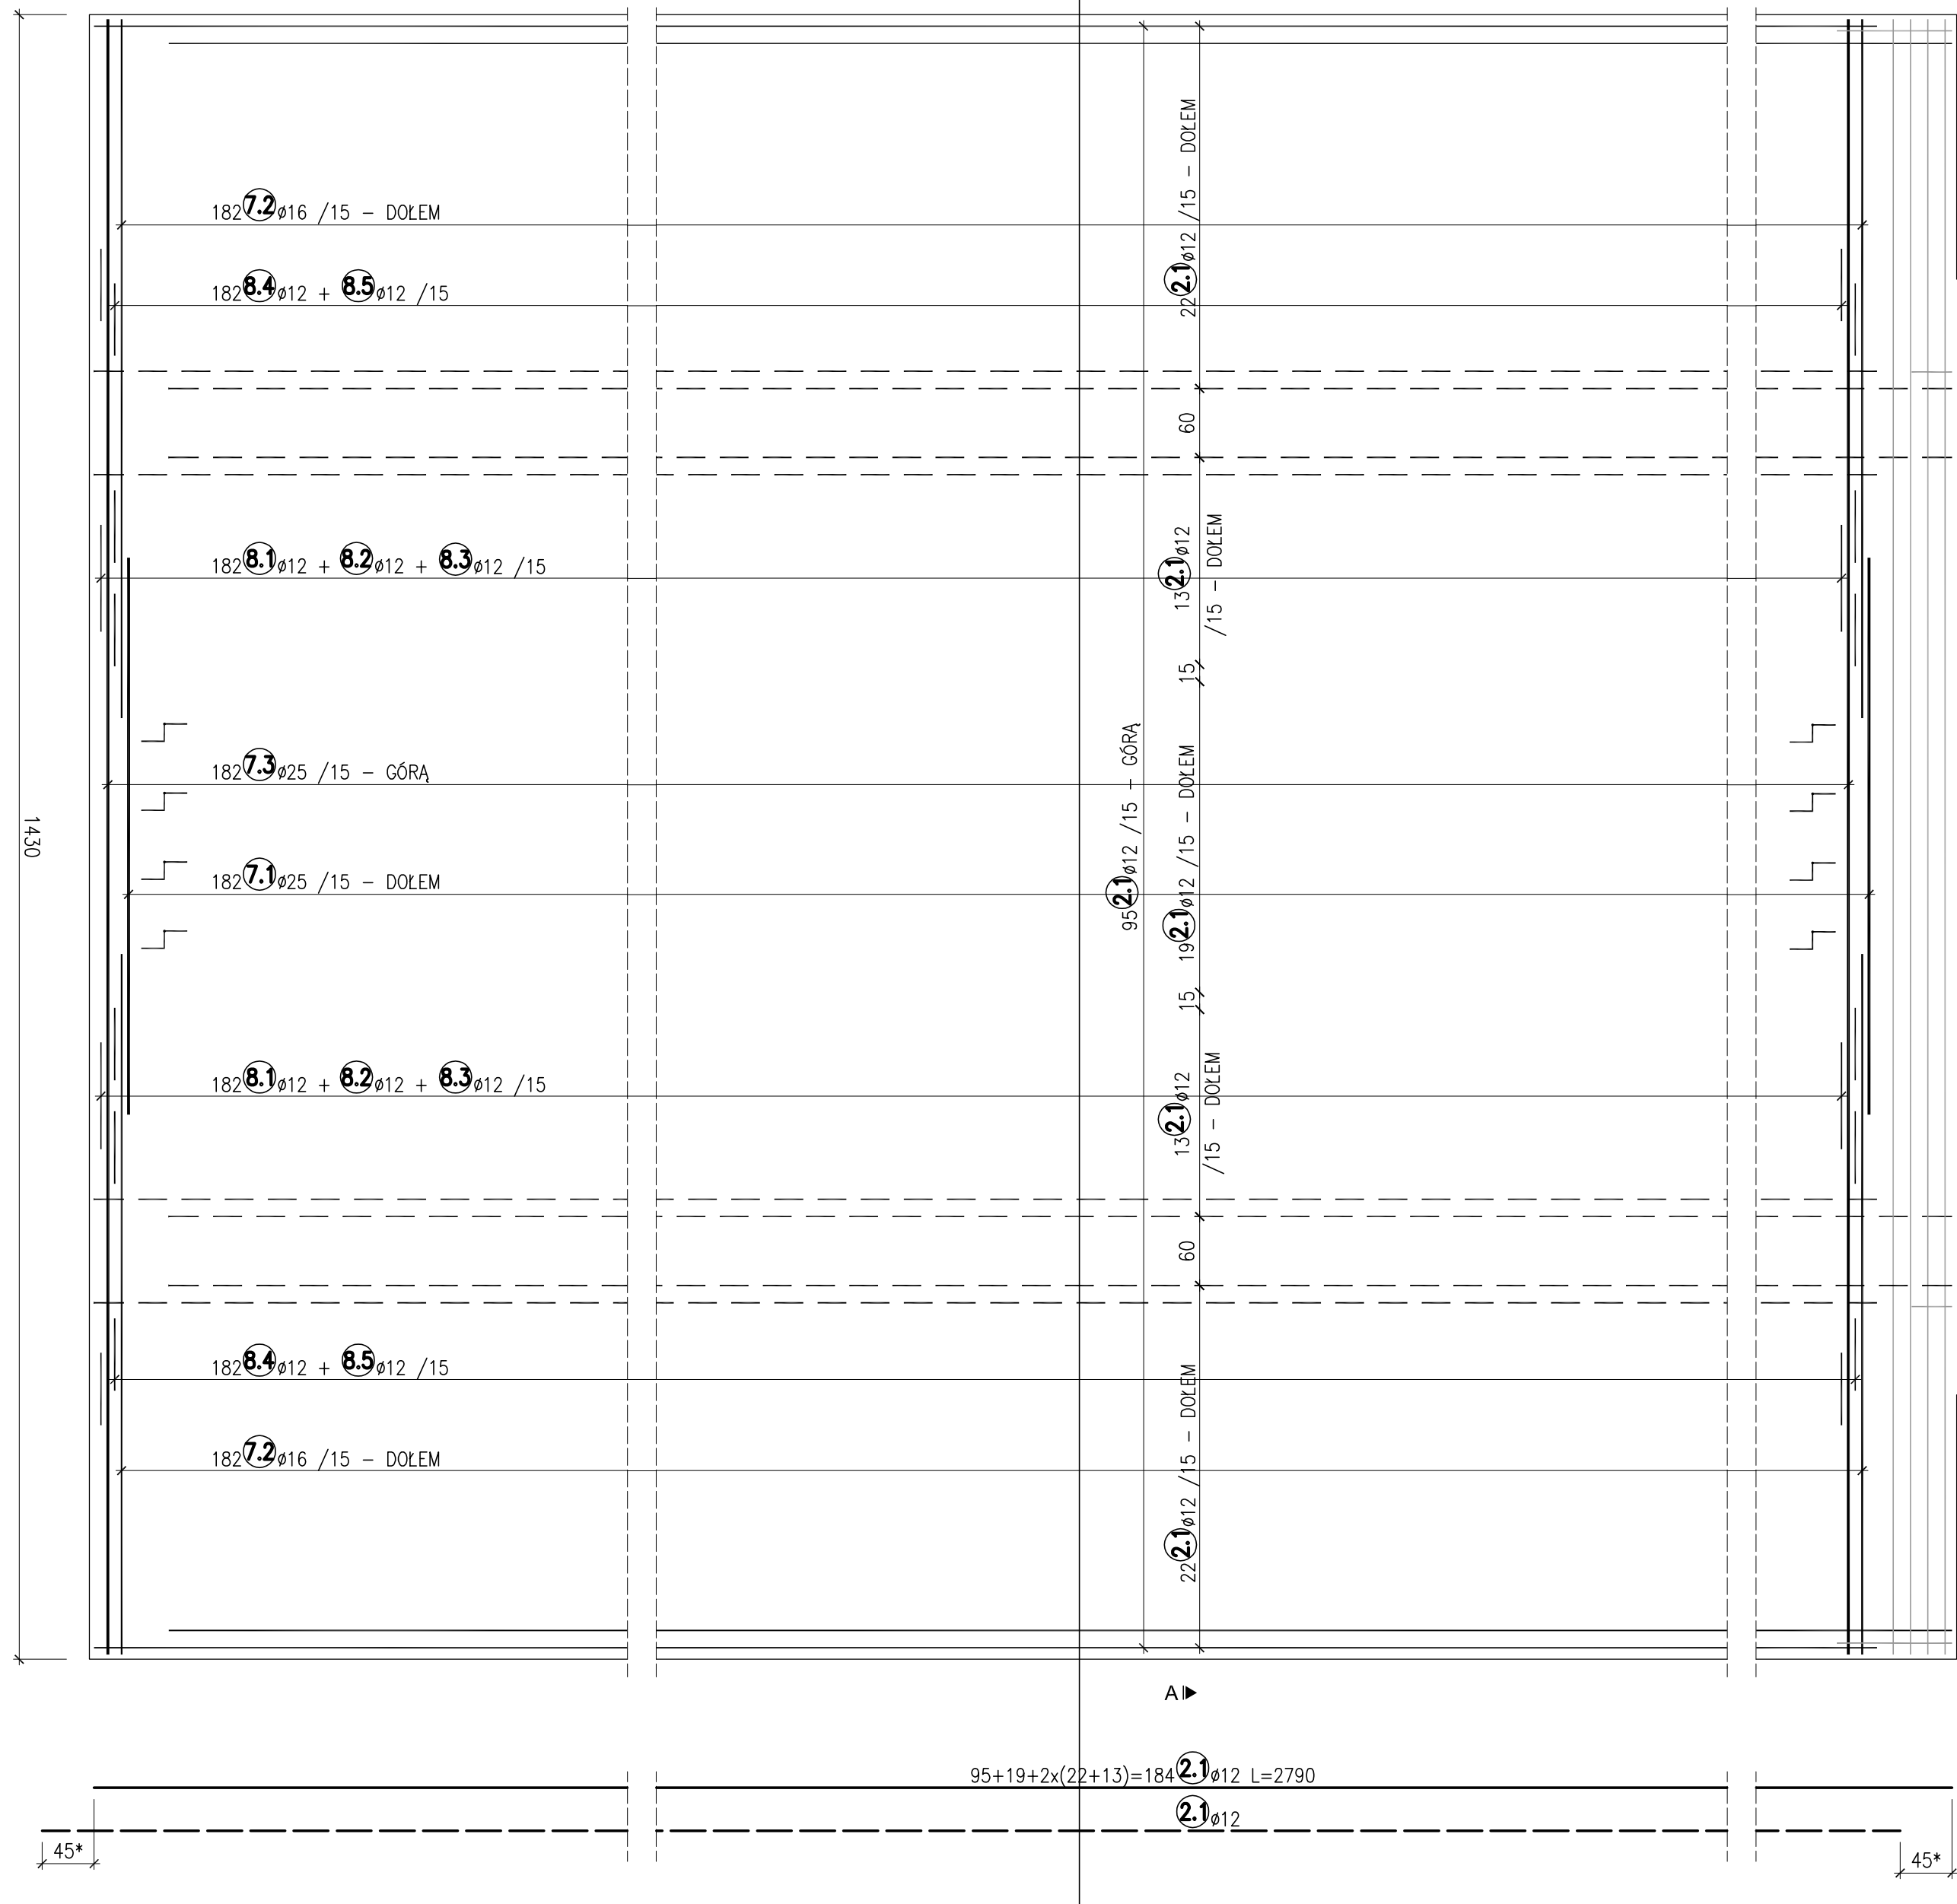 182 7.2 ø16 /15 - DOŁEM
182 8.4 ø12 + 8.5 ø12 /15
182 8.1 ø12 + 8.2 ø12 + 8.3 ø12 /15
182 7.3 ø25 /15 - GÓRĄ
182 7.1 ø25 /15 - DOŁEM
182 8.1 ø12 + 8.2 ø12 + 8.3 ø12 /15
182 8.4 ø12 + 8.5 ø12 /15
182 7.2 ø16 /15 - DOŁEM
1430
95 2.1 ø12 /15 - GÓRĄ
22 2.1 ø12 /15 - DOŁEM
60
13 2.1 ø12
/15 - DOŁEM
15
19 2.1 ø12 /15 - DOŁEM
15
13 2.1 ø12
/15 - DOŁEM
60
22 2.1 ø12 /15 - DOŁEM
A
95+19+2x(22+13)=184 2.1 ø12 L=2790
2.1 ø12
45*
45*